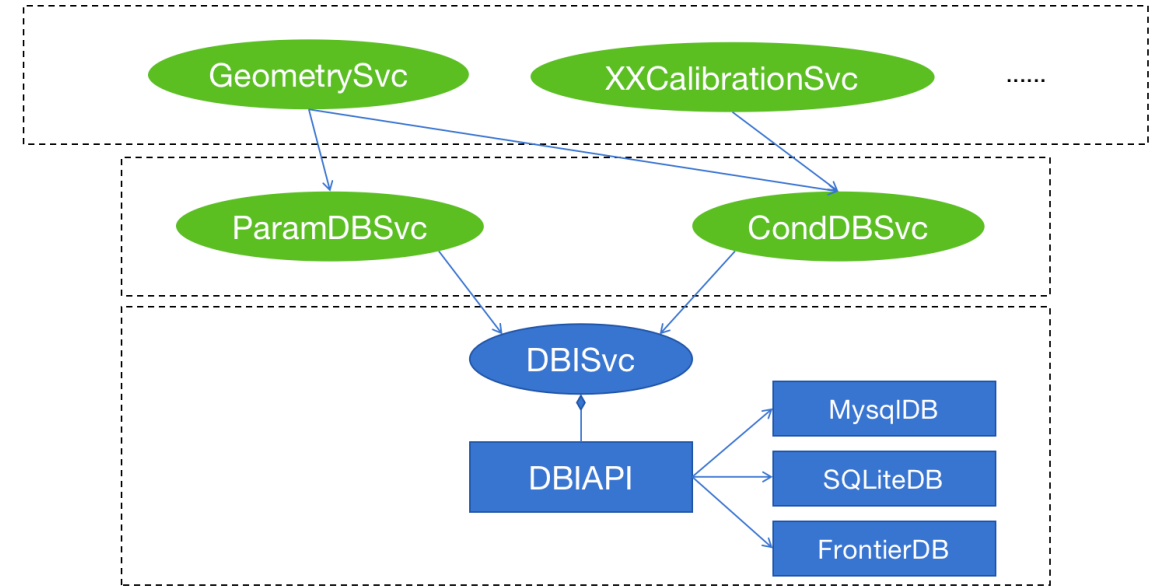 GeometrySvc
XXCalibrationSvc
......
ParamDBSvc
CondDBSvc
DBISvc
MysqlDB
DBIAPI
SQLiteDB
FrontierDB